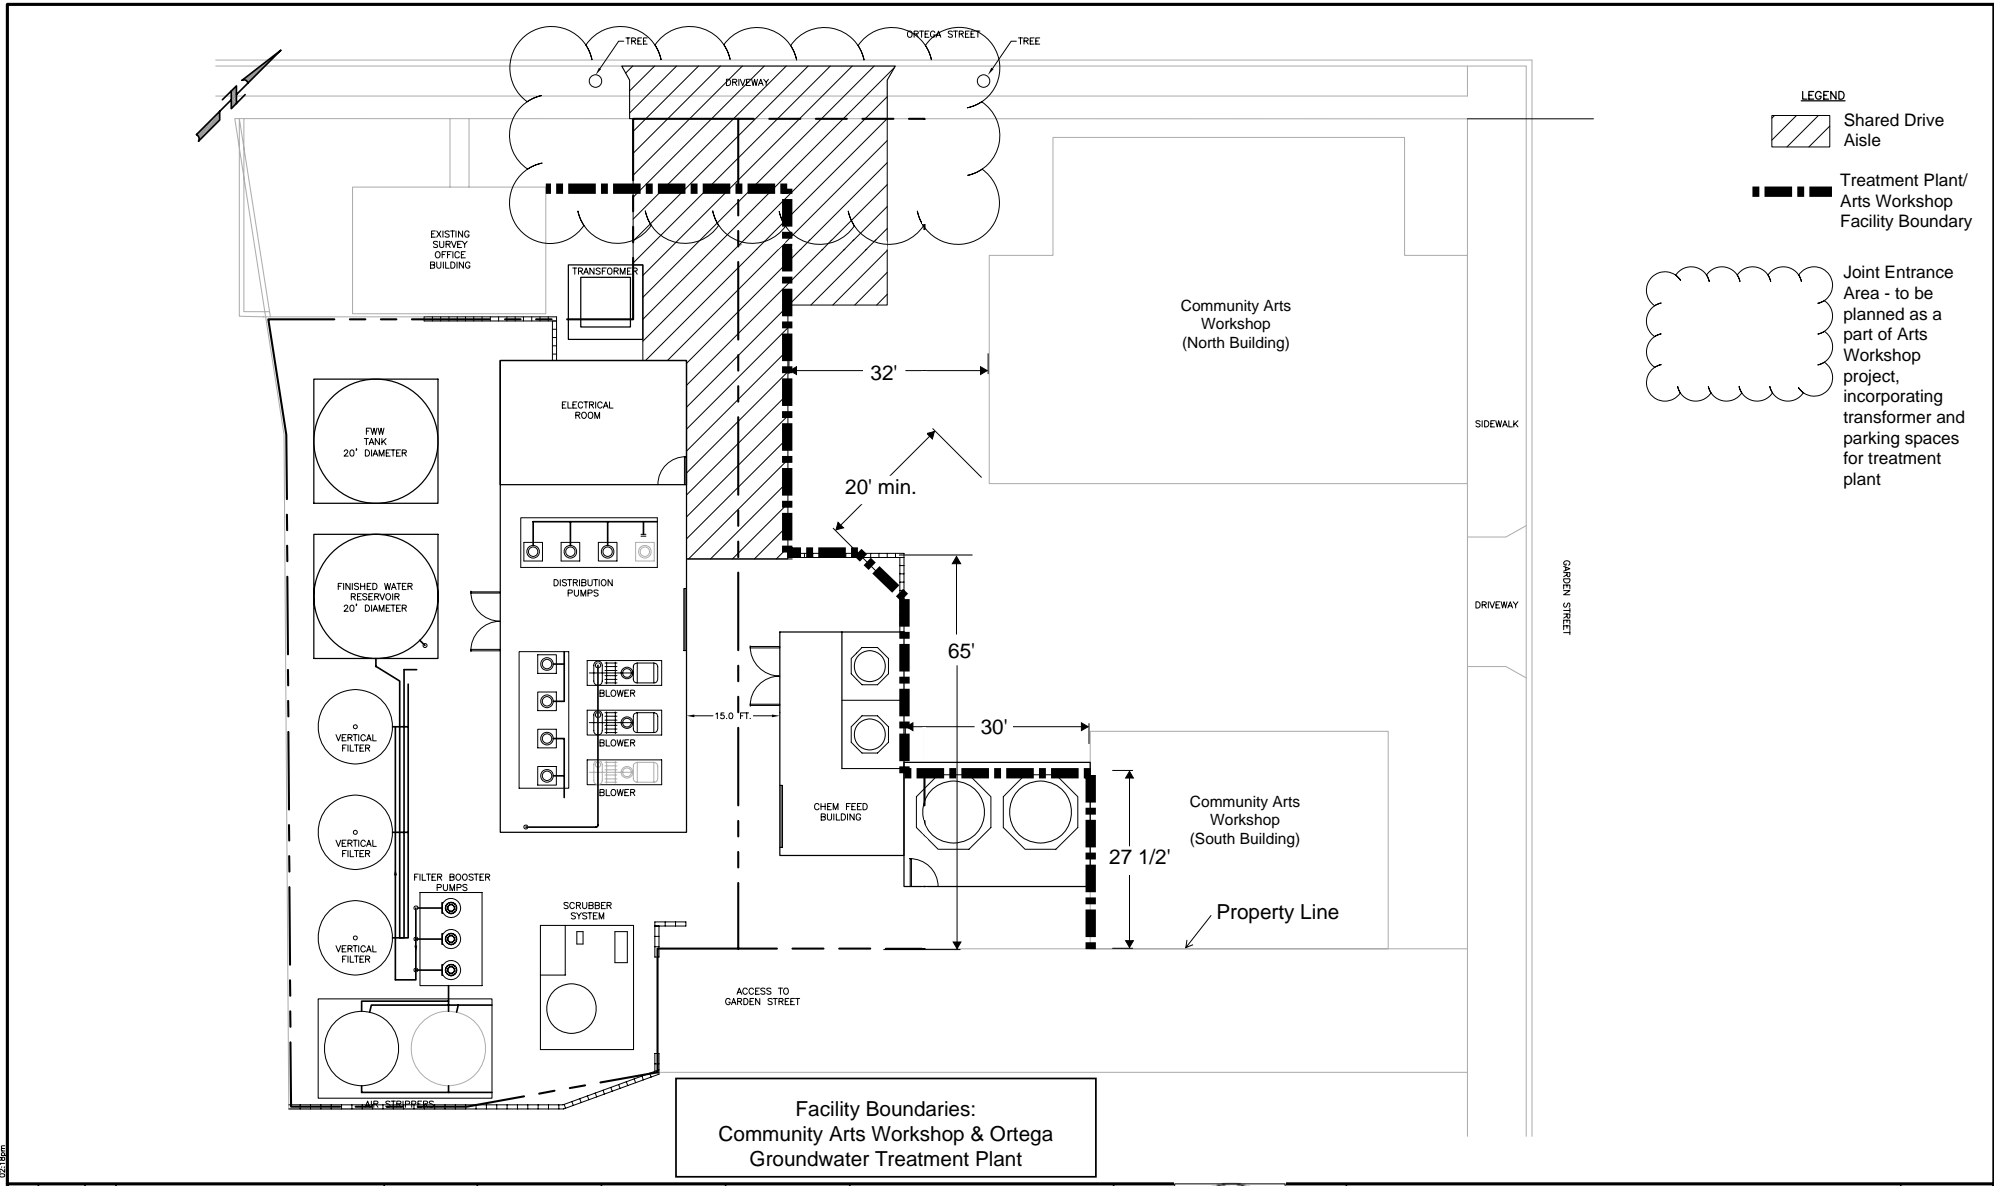 ORTEGA STREET
TREE
TREE
DRIVEWAY
LEGEND
Shared Drive
Aisle
Treatment Plant/
Arts Workshop
Facility Boundary
Joint Entrance
Area - to be
planned as a
part of Arts
Workshop
project,
incorporating
transformer and
parking spaces
for treatment
plant
EXISTING
SURVEY
OFFICE
BUILDING
TRANSFORMER
Community Arts
Workshop
(North Building)
32'
ELECTRICAL
ROOM
FWW
TANK
20' DIAMETER
SIDEWALK
20' min.
DISTRIBUTION
PUMPS
FINISHED WATER
RESERVOIR
20' DIAMETER
GARDEN STREET
DRIVEWAY
65'
BLOWER
15.0 FT.
30'
VERTICAL
FILTER
BLOWER
BLOWER
CHEM FEED
BUILDING
Community Arts
Workshop
(South Building)
VERTICAL
FILTER
27 1/2'
FILTER BOOSTER
PUMPS
SCRUBBER
SYSTEM
Property Line
VERTICAL
FILTER
ACCESS TO
GARDEN STREET
AIR STRIPPERS
Facility Boundaries:
Community Arts Workshop & Ortega
Groundwater Treatment Plant
02:18pm